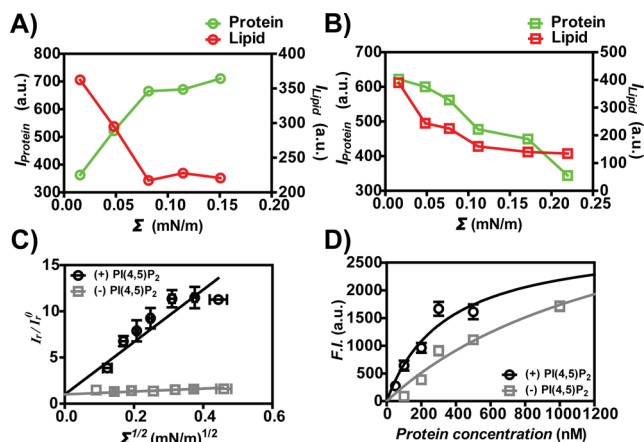 A)
Protein
Lipid
I_Protein (a.u.)
800
700
600
500
400
300
400
350
300
250
200
I_Lipid (a.u.)
0.00 0.05 0.10 0.15 0.20
Σ (mN/m)
B)
Protein
Lipid
I_Protein (a.u.)
700
600
500
400
300
500
400
300
200
100
0
I_Lipid (a.u.)
0.00 0.05 0.10 0.15 0.20 0.25
Σ (mN/m)
C)
(+) PI(4,5)P₂
(-) PI(4,5)P₂
I_r/I_r⁰
15
10
5
0
0.0 0.2 0.4 0.6
Σ^1/2 (mN/m)^1/2
D)
F.I. (a.u.)
2500
2000
1500
1000
500
0
(+) PI(4,5)P₂
(-) PI(4,5)P₂
0 200 400 600 800 1000 1200
Protein concentration (nM)